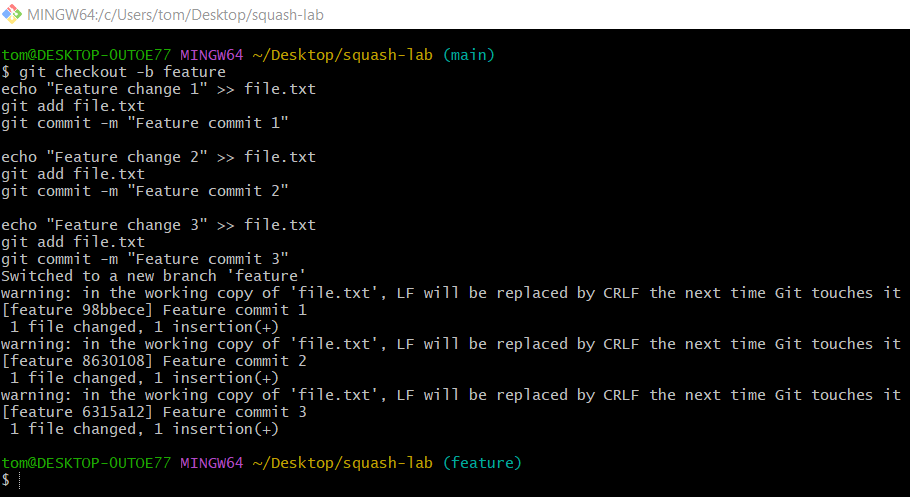 MINGW64:/c/Users/tom/Desktop/squash-lab
tom@DESKTOP-OUTOE77 MINGW64 ~/Desktop/squash-lab (main)
$ git checkout -b feature
echo "Feature change 1" >> file.txt
git add file.txt
git commit -m "Feature commit 1"
echo "Feature change 2" >> file.txt
git add file.txt
git commit -m "Feature commit 2"
echo "Feature change 3" >> file.txt
git add file.txt
git commit -m "Feature commit 3"
Switched to a new branch 'feature'
warning: in the working copy of 'file.txt', LF will be replaced by CRLF the next time Git touches it
[feature 98bbece] Feature commit 1
 1 file changed, 1 insertion(+)
warning: in the working copy of 'file.txt', LF will be replaced by CRLF the next time Git touches it
[feature 8630108] Feature commit 2
 1 file changed, 1 insertion(+)
warning: in the working copy of 'file.txt', LF will be replaced by CRLF the next time Git touches it
[feature 6315a12] Feature commit 3
 1 file changed, 1 insertion(+)
tom@DESKTOP-OUTOE77 MINGW64 ~/Desktop/squash-lab (feature)
$